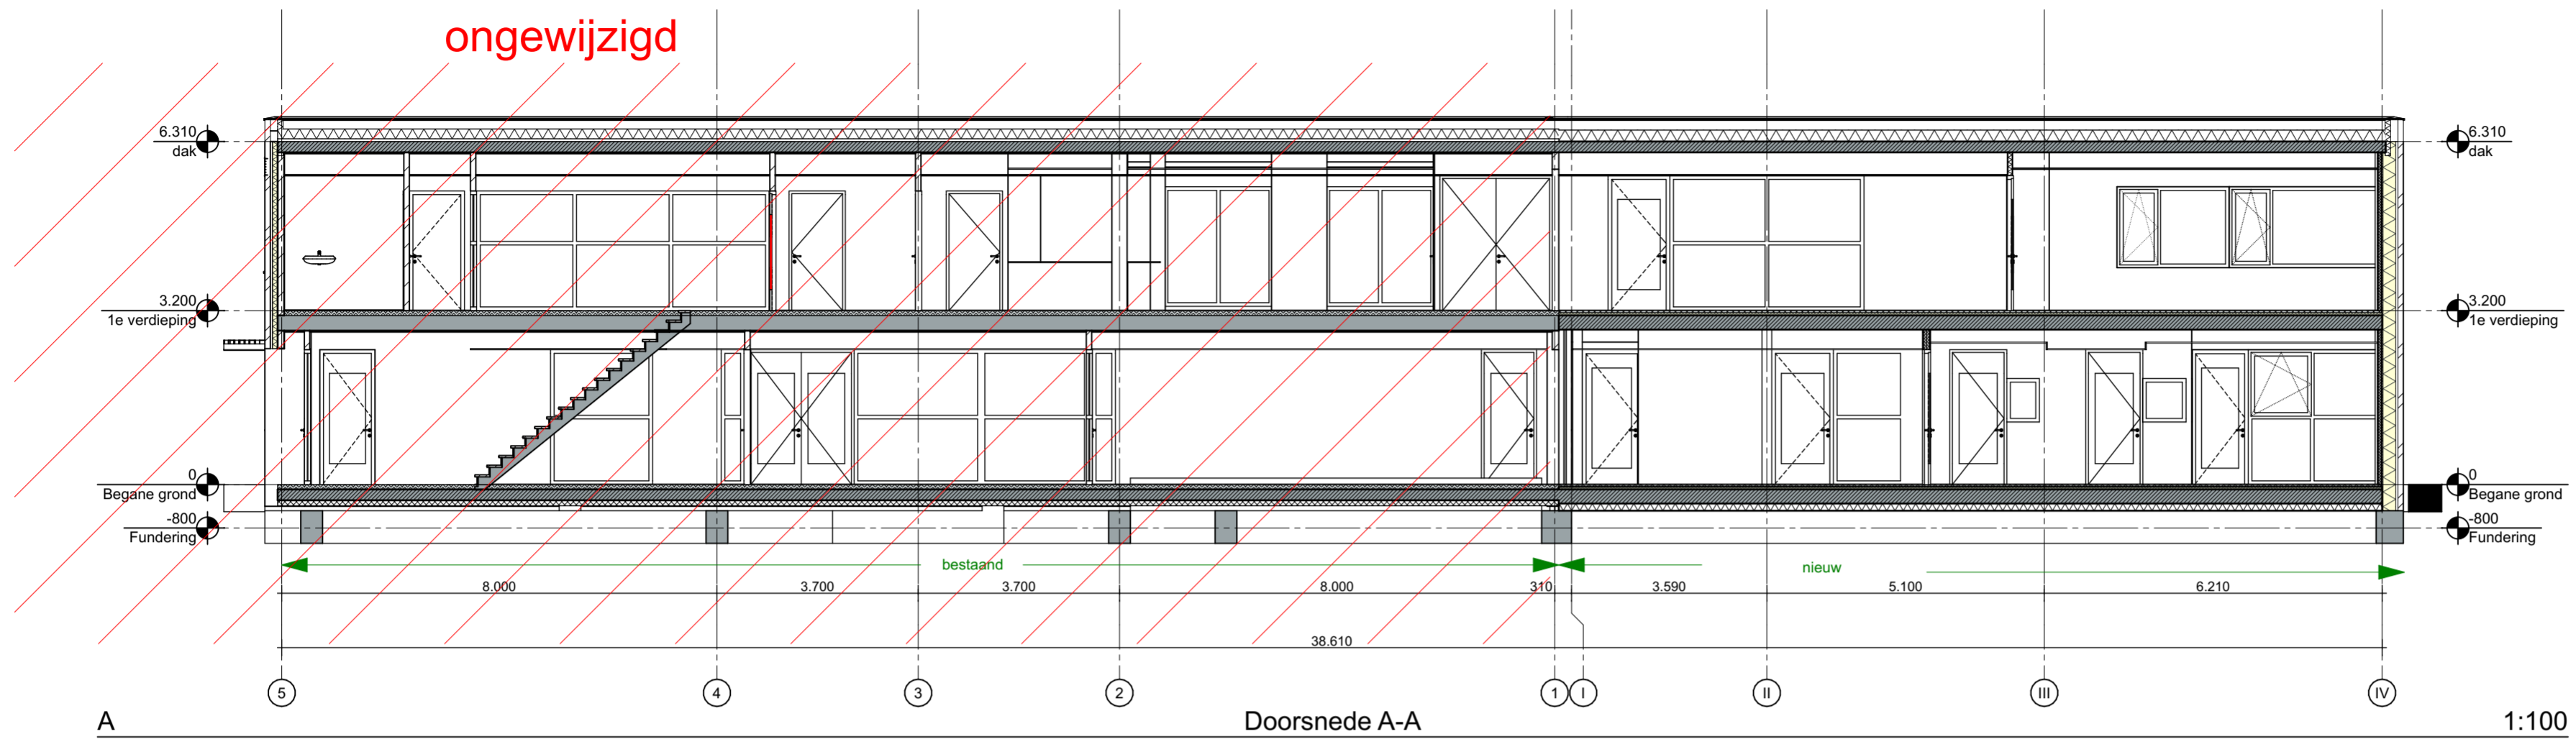 ongewijzigd
6.310
dak
6.310
dak
3.200
1e verdieping
3.200
1e verdieping
0
Begane grond
0
Begane grond
-800
Fundering
-800
Fundering
bestaand
nieuw
8.000 3.700 3.700 8.000 310 3.590 5.100 6.210
38.610
5 4 3 2 1 I II III IV
A Doorsnede A-A 1:100